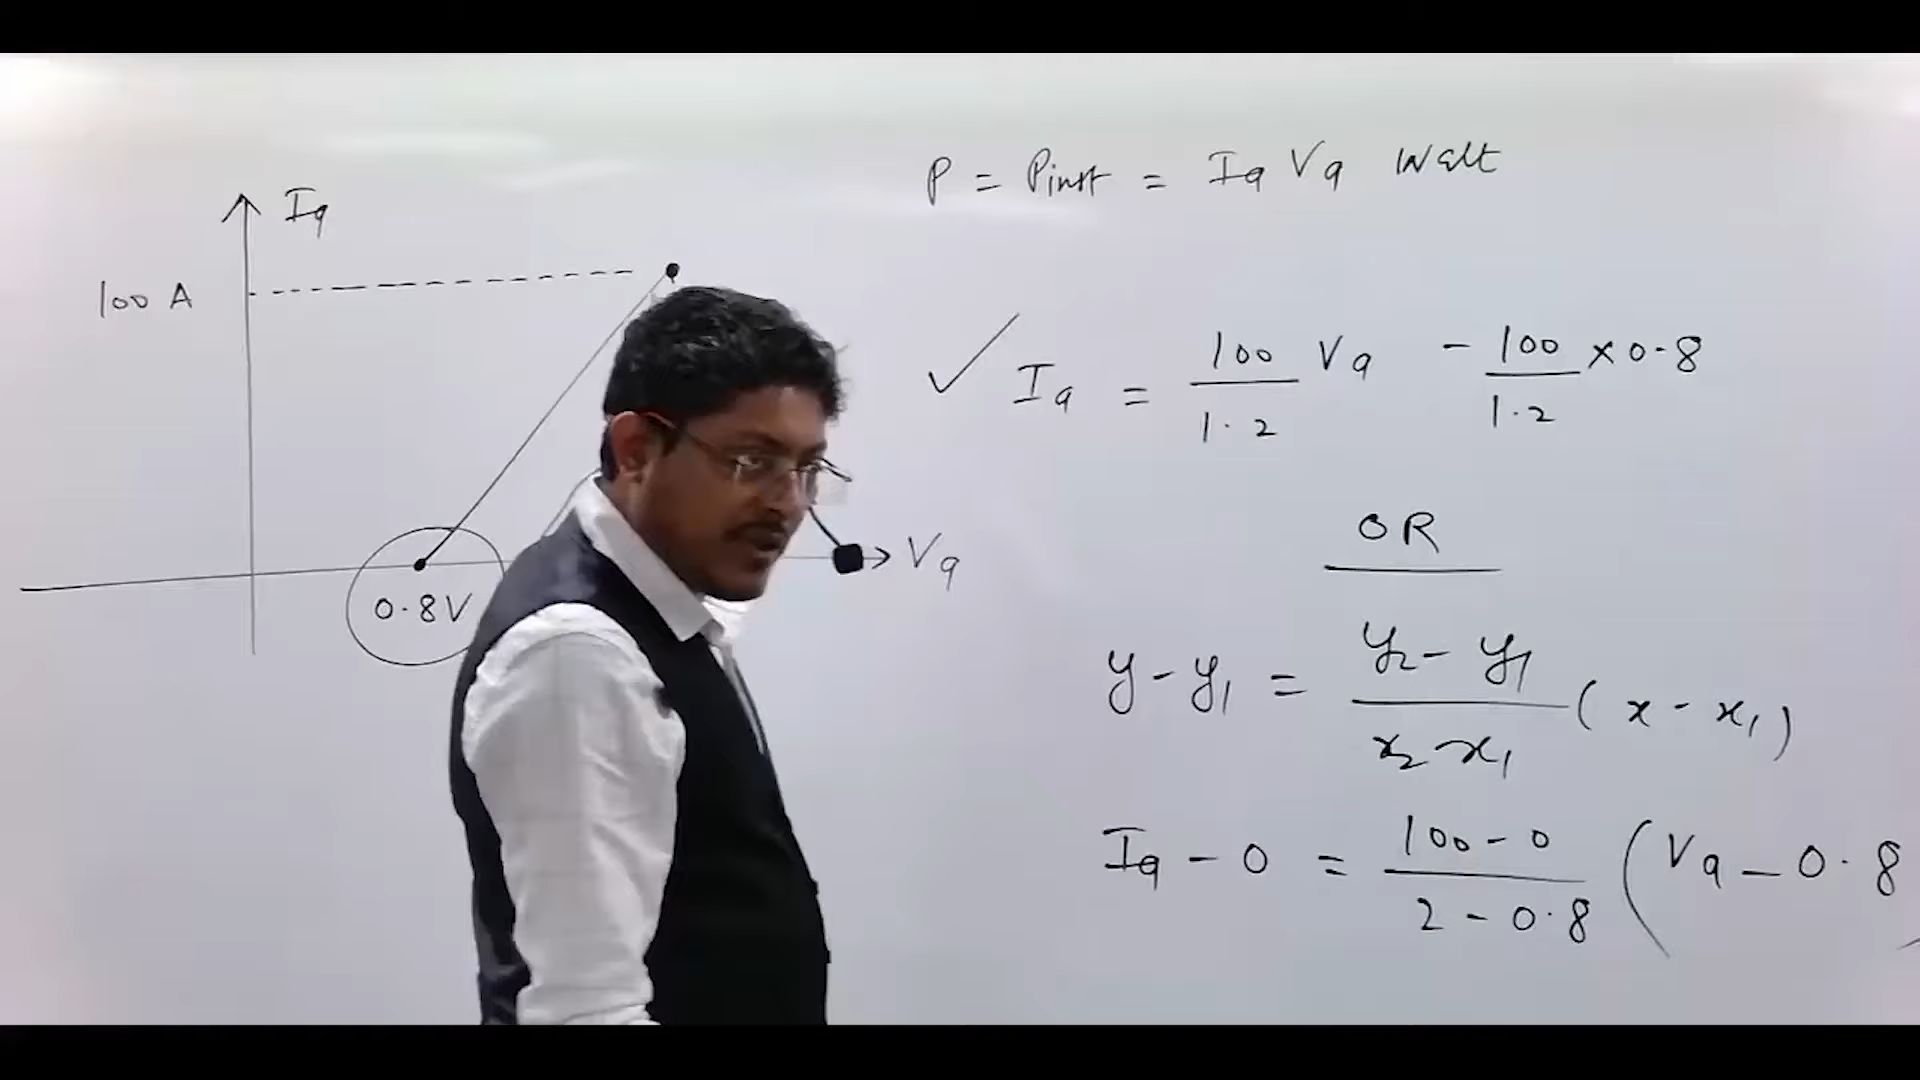 Ia
100 A
0.8V
Va
P = Pinst = Ia Va Watt
✓ Ia = 100/1.2 Va - 100/1.2 × 0.8
OR
y - y₁ = y₂ - y₁ / x₂ x₁ ( x - x₁ )
Ia - 0 = 100 - 0 / 2 - 0.8 ( Va - 0.8